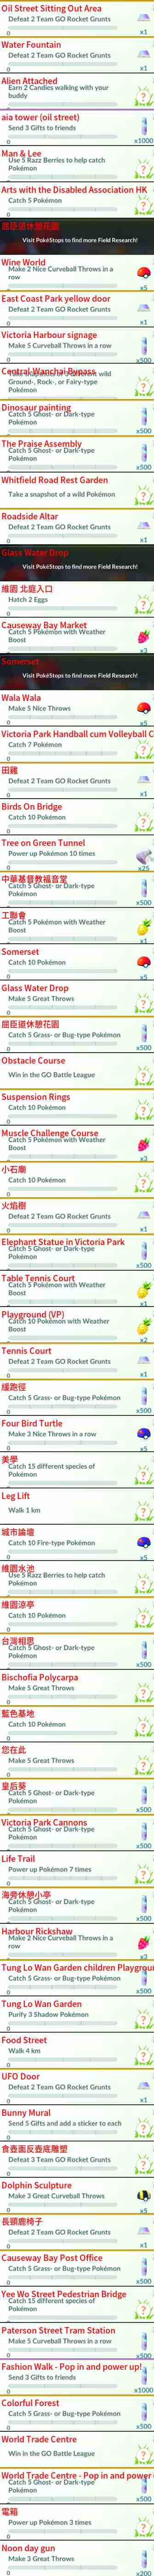 Oil Street Sitting Out Area
Defeat 2 Team GO Rocket Grunts
0
x1
Water Fountain
Defeat 2 Team GO Rocket Grunts
0
x1
Alien Attached
Earn 2 Candies walking with your
buddy
0
?
aia tower (oil street)
Send 3 Gifts to friends
0
x1000
Man & Lee
Use 5 Razz Berries to help catch
Pokémon
0
?
Arts with the Disabled Association HK
Catch 5 Pokémon
0
?
屈臣道休憩花園
Visit PokéStops to find more Field Research!
Wine World
Make 2 Nice Curveball Throws in a
row
0
x5
East Coast Park yellow door
Defeat 2 Team GO Rocket Grunts
0
x1
Victoria Harbour signage
Make 5 Curveball Throws in a row
0
x500
Central-Wanchai Bypass
Take snapshots of 5 different wild
Ground-, Rock-, or Fairy-type
Pokémon
0
?
Dinosaur painting
Catch 5 Ghost- or Dark-type
Pokémon
0
x500
The Praise Assembly
Catch 5 Ghost- or Dark-type
Pokémon
0
x500
Whitfield Road Rest Garden
Take a snapshot of a wild Pokémon
?
Roadside Altar
Defeat 2 Team GO Rocket Grunts
0
x1
Glass Water Drop
Visit PokéStops to find more Field Research!
維園 北庭入口
Hatch 2 Eggs
0
?
Causeway Bay Market
Catch 5 Pokémon with Weather
Boost
0
x3
Somerset
Visit PokéStops to find more Field Research!
Wala Wala
Make 5 Nice Throws
0
x5
Victoria Park Handball cum Volleyball C
Catch 7 Pokémon
0
?
田雞
Defeat 2 Team GO Rocket Grunts
0
x1
Birds On Bridge
Catch 10 Pokémon
0
?
Tree on Green Tunnel
Power up Pokémon 10 times
0
x25
中華基督教福音堂
Catch 5 Ghost- or Dark-type
Pokémon
0
x500
工聯會
Catch 5 Pokémon with Weather
Boost
0
x1
Somerset
Catch 10 Pokémon
0
x5
Glass Water Drop
Make 5 Great Throws
0
?
屈臣道休憩花園
Catch 5 Grass- or Bug-type Pokémon
0
x500
Obstacle Course
Win in the GO Battle League
?
Suspension Rings
Catch 10 Pokémon
0
?
Muscle Challenge Course
Catch 5 Pokémon with Weather
Boost
0
x3
小石廟
Catch 10 Pokémon
0
?
火焰樹
Defeat 2 Team GO Rocket Grunts
0
x1
Elephant Statue in Victoria Park
Catch 5 Ghost- or Dark-type
Pokémon
0
x500
Table Tennis Court
Catch 5 Pokémon with Weather
Boost
0
x1
Playground (VP)
Catch 10 Pokémon with Weather
Boost
0
x2
Tennis Court
Defeat 2 Team GO Rocket Grunts
0
x1
緩跑徑
Catch 5 Grass- or Bug-type Pokémon
0
x500
Four Bird Turtle
Make 3 Nice Throws in a row
0
x5
美學
Catch 15 different species of
Pokémon
0
?
Leg Lift
Walk 1 km
?
城市論壇
Catch 10 Fire-type Pokémon
0
x5
維園水池
Use 5 Razz Berries to help catch
Pokémon
0
?
維園涼亭
Catch 10 Pokémon
0
?
台灣相思
Catch 5 Ghost- or Dark-type
Pokémon
0
x500
Bischofia Polycarpa
Make 5 Great Throws
0
?
藍色基地
Catch 10 Pokémon
0
?
您在此
Make 5 Great Throws
0
?
皇后葵
Catch 5 Ghost- or Dark-type
Pokémon
0
x500
Victoria Park Cannons
Catch 5 Ghost- or Dark-type
Pokémon
0
x500
Life Trail
Power up Pokémon 7 times
0
?
海旁休憩小亭
Catch 5 Ghost- or Dark-type
Pokémon
0
x500
Harbour Rickshaw
Make 2 Nice Curveball Throws in a
row
0
x3
Tung Lo Wan Garden children Playgroun
Catch 5 Grass- or Bug-type Pokémon
0
x500
Tung Lo Wan Garden
Purify 3 Shadow Pokémon
0
?
Food Street
Walk 4 km
0
?
UFO Door
Defeat 2 Team GO Rocket Grunts
0
x1
Bunny Mural
Send 5 Gifts and add a sticker to each
0
?
食壺面反壺底雕塑
Defeat 3 Team GO Rocket Grunts
0
?
Dolphin Sculpture
Make 3 Great Curveball Throws
0
x5
長頸鹿椅子
Defeat 2 Team GO Rocket Grunts
0
x1
Causeway Bay Post Office
Catch 5 Grass- or Bug-type Pokémon
0
x500
Yee Wo Street Pedestrian Bridge
Catch 15 different species of
Pokémon
0
?
Paterson Street Tram Station
Make 5 Curveball Throws in a row
0
x500
Fashion Walk - Pop in and power up!
Send 3 Gifts to friends
0
x1000
Colorful Forest
Catch 5 Grass- or Bug-type Pokémon
0
x500
World Trade Centre
Win in the GO Battle League
?
World Trade Centre - Pop in and power
Catch 5 Ghost- or Dark-type
Pokémon
0
x500
電箱
Power up Pokémon 3 times
0
?
Noon day gun
Make 3 Great Throws
0
x200